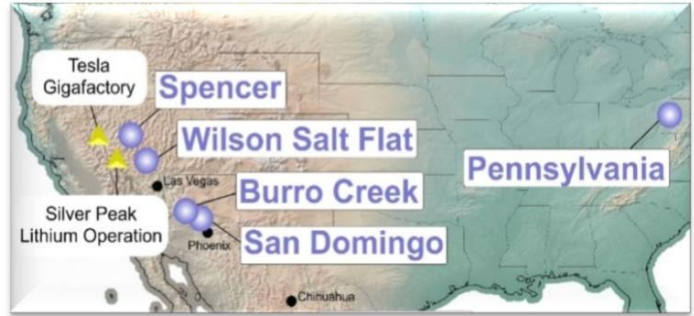 Tesla
Gigafactory
Spencer
Wilson Salt Flat
Pennsylvania
Las Vegas
Burro Creek
Silver Peak
Lithium Operation
San Domingo
Phoenix
Chihuahua